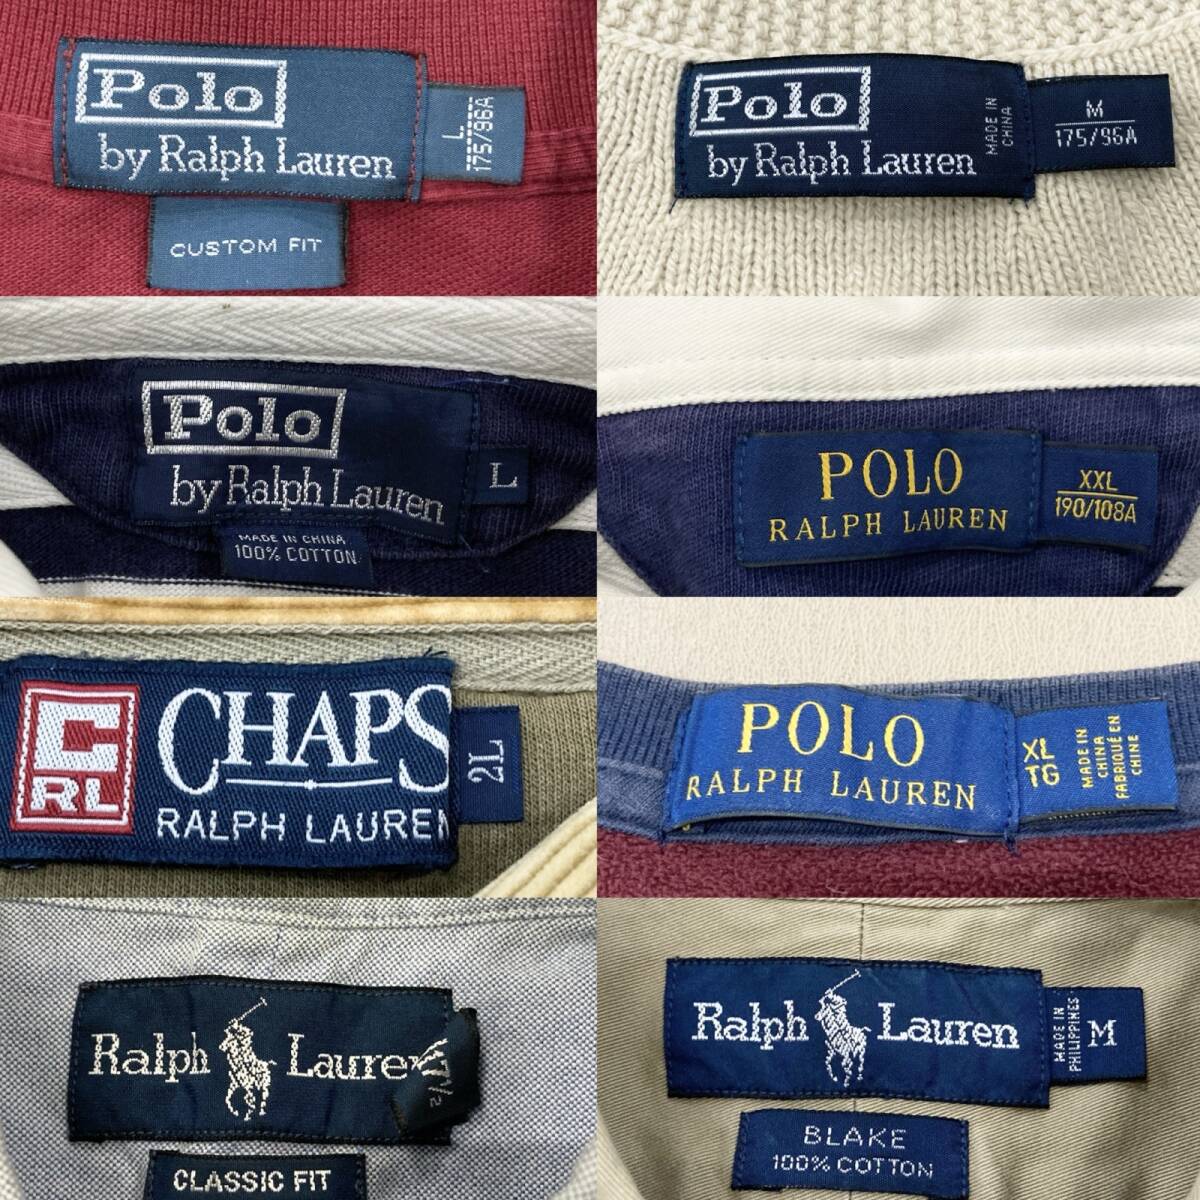 Polo
by Ralph Lauren
L
175/96A
CUSTOM FIT
Polo
by Ralph Lauren
MADE IN
CHINA
M
175/96A
Polo
by Ralph Lauren
L
MADE IN CHINA
100% COTTON
POLO
RALPH LAUREN
XXL
190/108A
C
RL
CHAPS
RALPH LAUREN
2L
POLO
RALPH LAUREN
XL
TG
MADE IN
CHINA
FABRIQUÉ EN
CHINE
Ralph Laure
1/2
CLASSIC FIT
Ralph Lauren
MADE IN
PHILIPPINES
M
BLAKE
100% COTTON